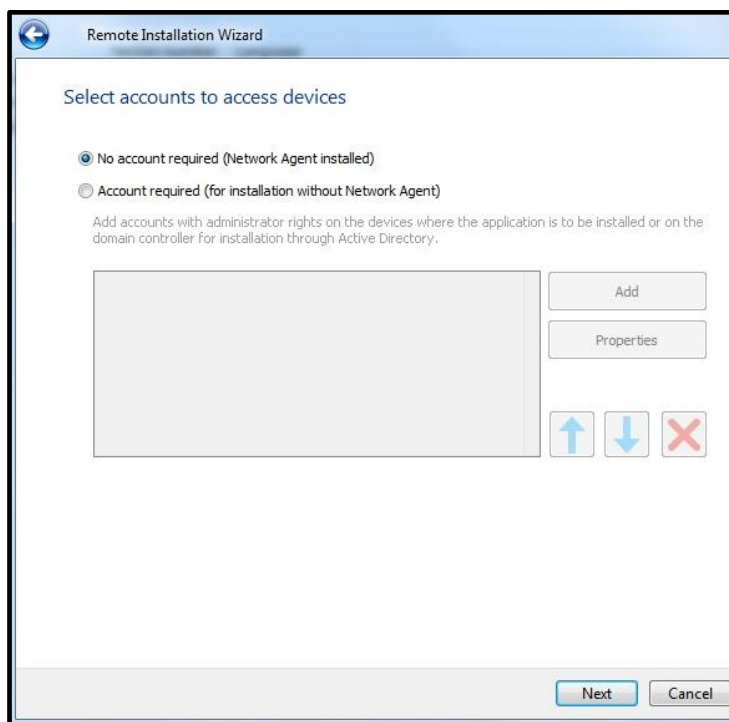 Remote Installation Wizard
Select accounts to access devices
No account required (Network Agent installed)
Account required (for installation without Network Agent)
Add accounts with administrator rights on the devices where the application is to be installed or on the
domain controller for installation through Active Directory.
Add
Properties
Next
Cancel